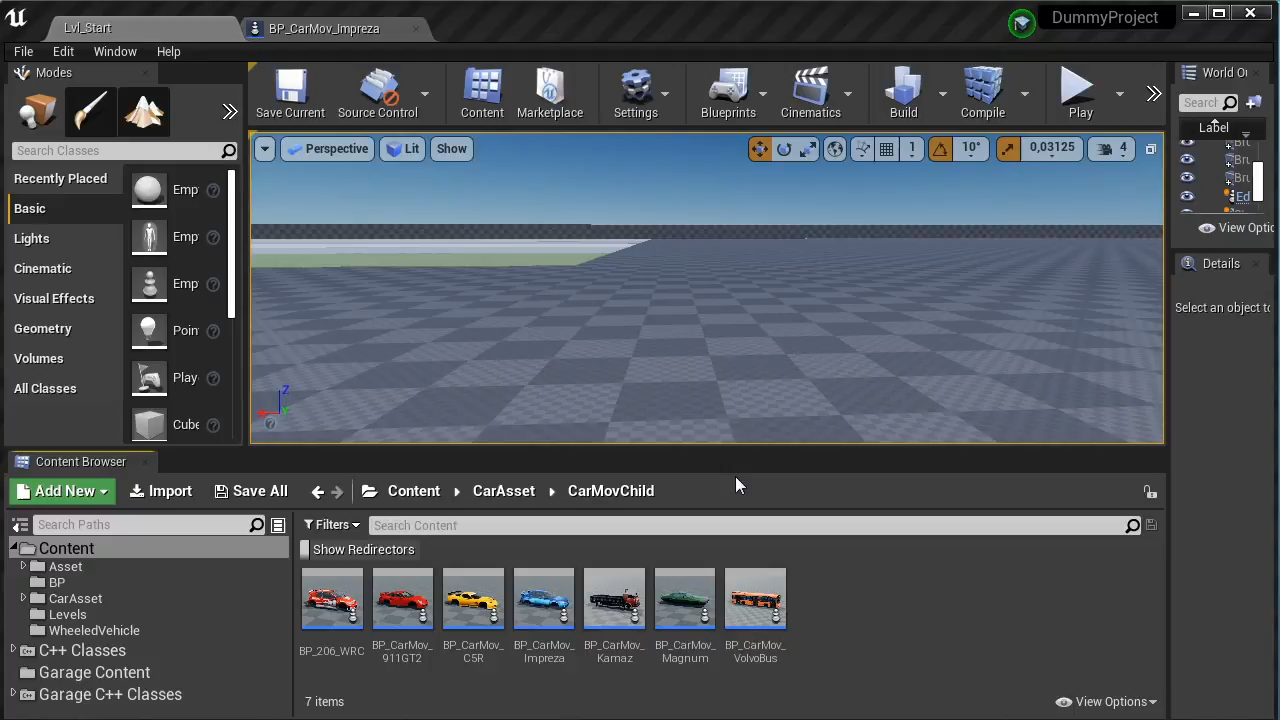 Lvl_Start
BP_CarMov_Impreza
DummyProject
File Edit Window Help
Modes
Search Classes
Recently Placed
Basic
Lights
Cinematic
Visual Effects
Geometry
Volumes
All Classes
Emp
Emp
Emp
Poin
Play
Cube
Save Current
Source Control
Content
Marketplace
Settings
Blueprints
Cinematics
Build
Compile
Play
Perspective
Lit
Show
1
10°
0,03125
4
Z
Y
World O
Search
Label
Bru
Ed
View Optio
Details
Select an object to
Content Browser
Add New
Import
Save All
Content
CarAsset
CarMovChild
Search Paths
Filters
Search Content
Content
Asset
BP
CarAsset
Levels
WheeledVehicle
C++ Classes
Garage Content
Garage C++ Classes
Show Redirectors
BP_206_WRC
BP_CarMov_
911GT2
BP_CarMov_
C5R
BP_CarMov_
Impreza
BP_CarMov_
Kamaz
BP_CarMov_
Magnum
BP_CarMov_
VolvoBus
7 items
View Options